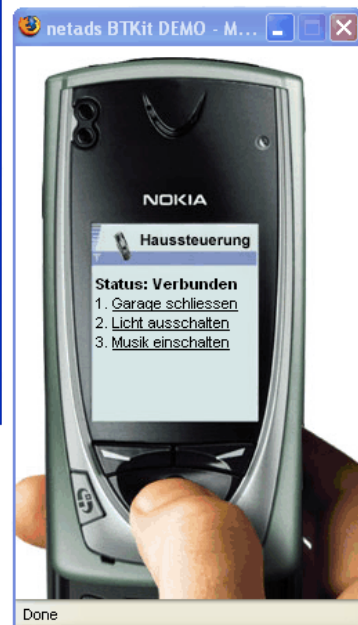 netads BTKit DEMO - M...
NOKIA
Haussteuerung
Status: Verbunden
1. Garage schliessen
2. Licht ausschalten
3. Musik einschalten
Done